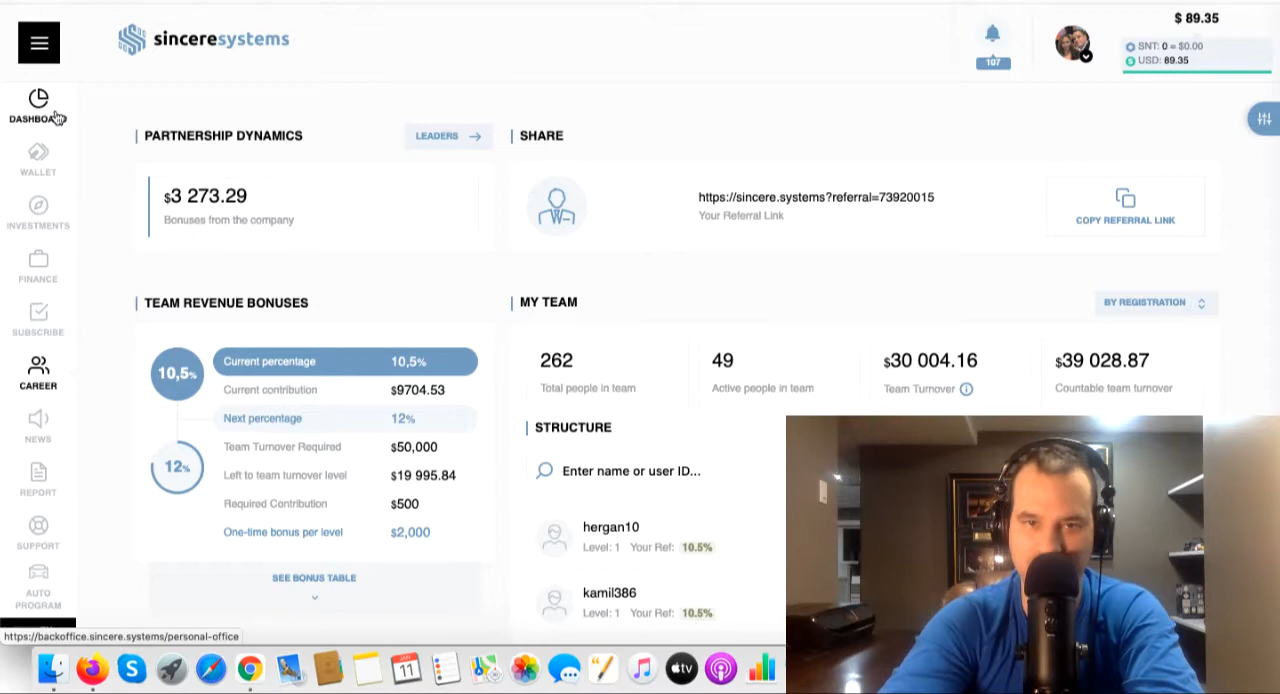 $ 89.35
sinceresystems
107
SNT: 0 = $0.00
USD: 89.35
DASHBOARD
WALLET
INVESTMENTS
FINANCE
SUBSCRIBE
CAREER
NEWS
REPORT
SUPPORT
AUTO
PROGRAM
PARTNERSHIP DYNAMICS
LEADERS
$3 273.29
Bonuses from the company
SHARE
https://sincere.systems?referral=73920015
Your Referral Link
COPY REFERRAL LINK
TEAM REVENUE BONUSES
10,5%
Current percentage 10,5%
Current contribution $9704.53
Next percentage 12%
12%
Team Turnover Required $50,000
Left to team turnover level $19 995.84
Required Contribution $500
One-time bonus per level $2,000
SEE BONUS TABLE
MY TEAM
BY REGISTRATION
262
Total people in team
49
Active people in team
$30 004.16
Team Turnover
$39 028.87
Countable team turnover
STRUCTURE
Enter name or user ID...
hergan10
Level: 1 Your Ref: 10.5%
kamil386
Level: 1 Your Ref: 10.5%
https://backoffice.sincere.systems/personal-office
JAN
11
tv